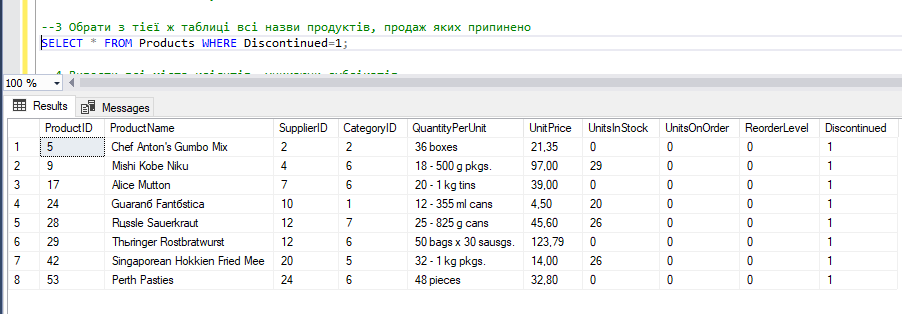 --3 Обрати з тієї ж таблиці всі назви продуктів, продаж яких припинено
SELECT * FROM Products WHERE Discontinued=1;
100 %
Results Messages
ProductID ProductName SupplierID CategoryID QuantityPerUnit UnitPrice UnitsInStock UnitsOnOrder ReorderLevel Discontinued
1 5 Chef Anton's Gumbo Mix 2 2 36 boxes 21,35 0 0 0 1
2 9 Mishi Kobe Niku 4 6 18 - 500 g pkgs. 97,00 29 0 0 1
3 17 Alice Mutton 7 6 20 - 1 kg tins 39,00 0 0 0 1
4 24 Guaranб Fantбstica 10 1 12 - 355 ml cans 4,50 20 0 0 1
5 28 Rцssle Sauerkraut 12 7 25 - 825 g cans 45,60 26 0 0 1
6 29 Thьringer Rostbratwurst 12 6 50 bags x 30 sausgs. 123,79 0 0 0 1
7 42 Singaporean Hokkien Fried Mee 20 5 32 - 1 kg pkgs. 14,00 26 0 0 1
8 53 Perth Pasties 24 6 48 pieces 32,80 0 0 0 1